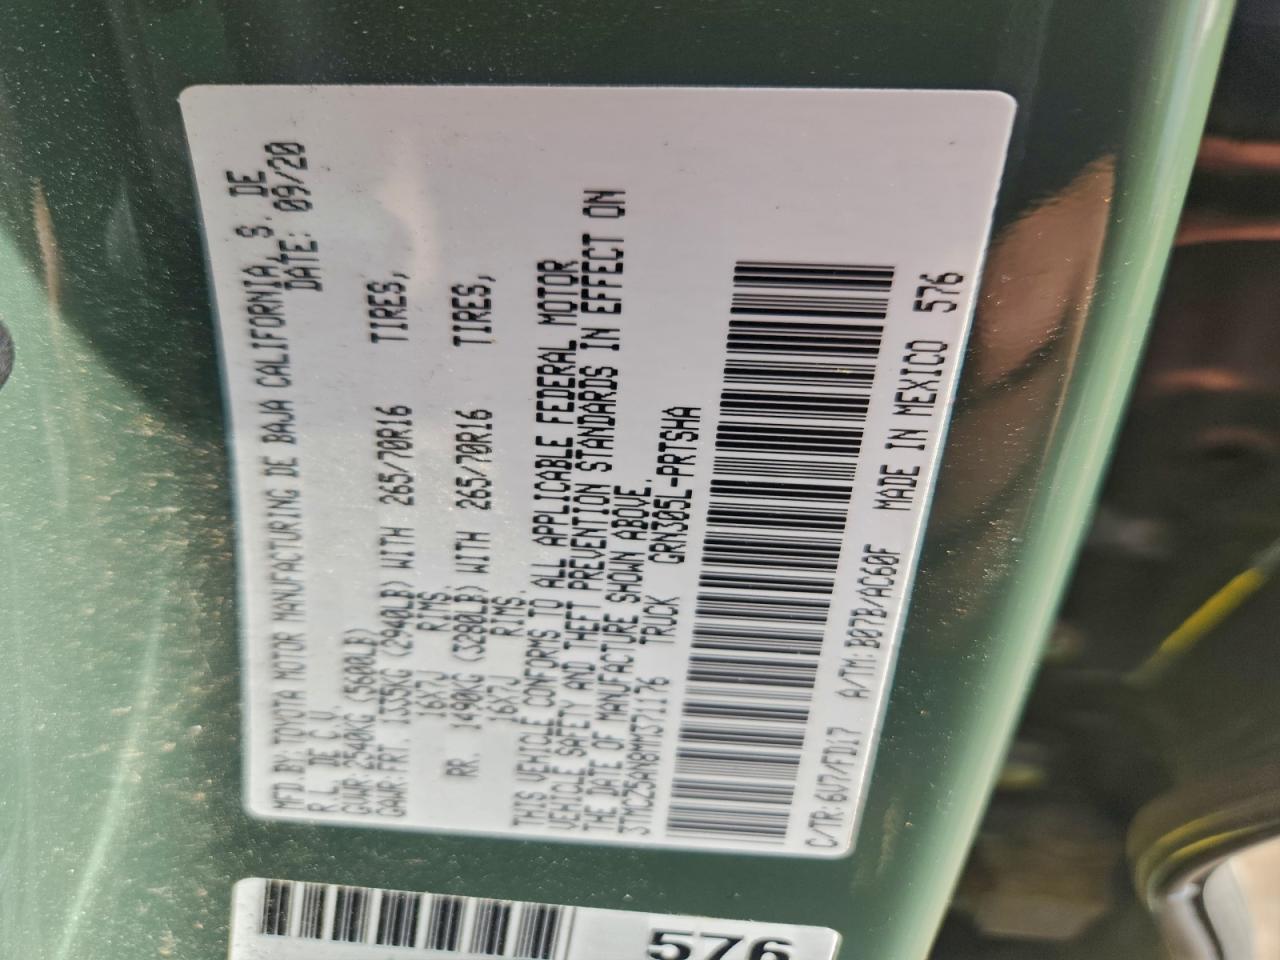 MFD.BY:TOYOTA MOTOR MANUFACTURING DE BAJA CALIFORNIA, S. DE
R.L. DE C.V. DATE: 09/20
GVWR:2540KG (5600LB)
GAWR:FRT. 1335KG (2940LB) WITH 265/70R16 TIRES,
16X7J RIMS.
RR. 1490KG (3280LB) WITH 265/70R16 TIRES,
16X7J RIMS.
THIS VEHICLE CONFORMS TO ALL APPLICABLE FEDERAL MOTOR
VEHICLE SAFETY AND THEFT PREVENTION STANDARDS IN EFFECT ON
THE DATE OF MANUFACTURE SHOWN ABOVE.
3TMCZ5AN8MM371176 TRUCK GRN305L-PRTSHA
C/TR:6V7/FD17 A/TM:B07B/AC60F MADE IN MEXICO 576
576